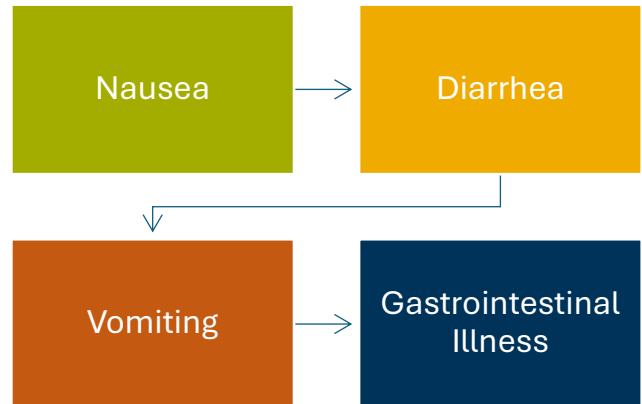 Nausea
Diarrhea
Vomiting
Gastrointestinal
Illness